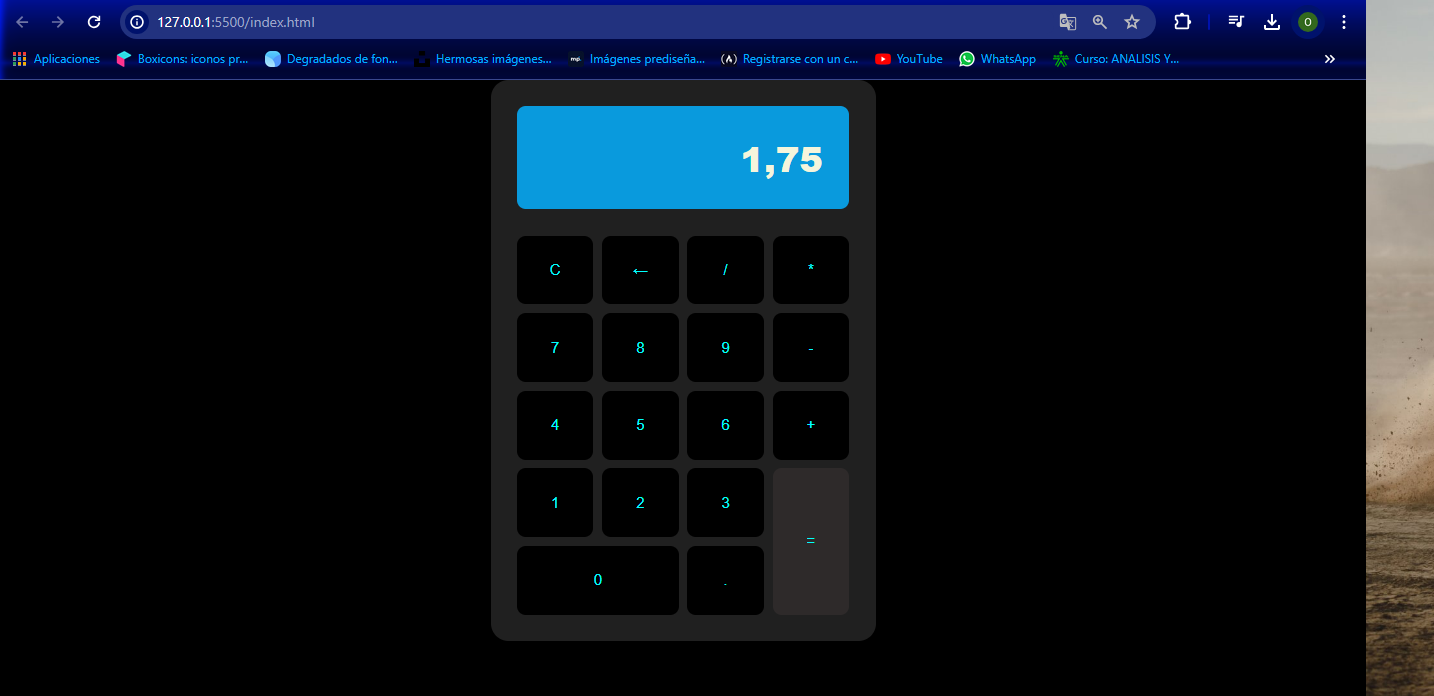 127.0.0.1:5500/index.html
O
Aplicaciones Boxicons: iconos pr... Degradados de fon... Hermosas imágenes... mpi. Imágenes prediseña... (A) Registrarse con un c... YouTube WhatsApp Curso: ANALISIS Y... »
1,75
C ← / *
7 8 9 -
4 5 6 +
1 2 3
=
0 .